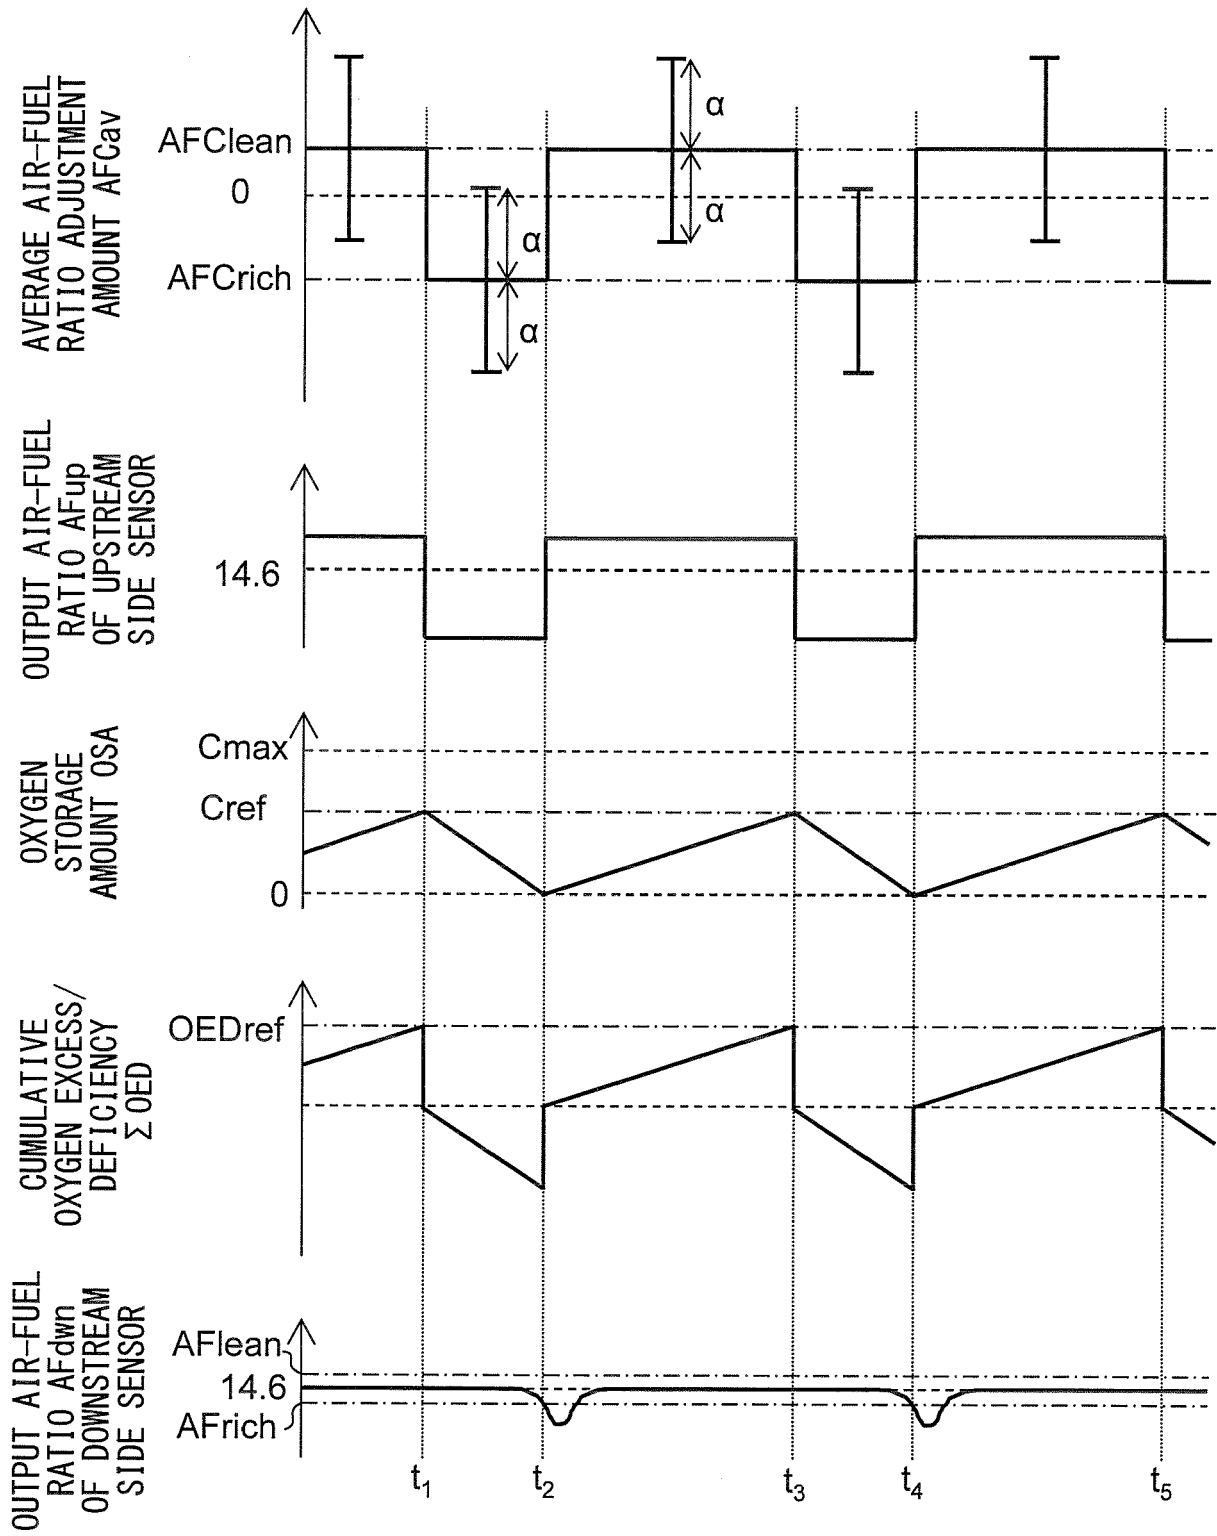 AVERAGE AIR-FUEL
RATIO ADJUSTMENT
AMOUNT AFCav
AFClean
0
AFCrich
α
α
α
α
OUTPUT AIR-FUEL
RATIO AFup
OF UPSTREAM
SIDE SENSOR
14.6
OXYGEN
STORAGE
AMOUNT OSA
Cmax
Cref
0
CUMULATIVE
OXYGEN EXCESS/
DEFICIENCY
ΣOED
OEDref
OUTPUT AIR-FUEL
RATIO AFdwn
OF DOWNSTREAM
SIDE SENSOR
AFlean
14.6
AFrich
t1 t2 t3 t4 t5